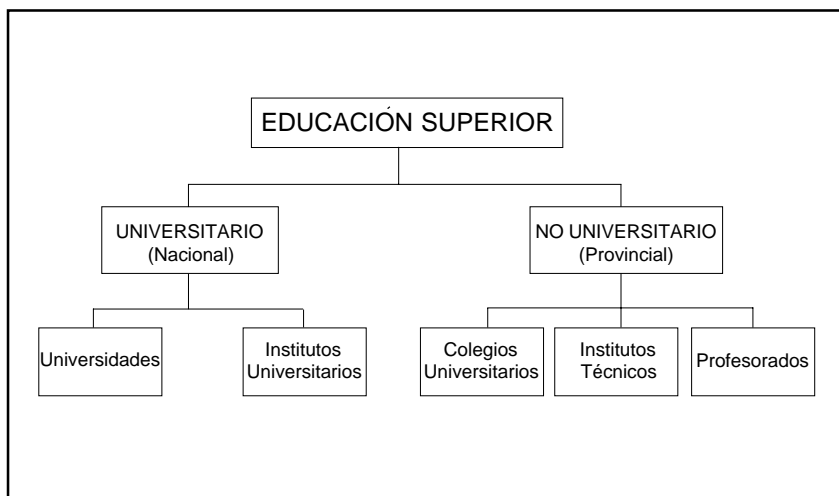 EDUCACIÓN SUPERIOR
UNIVERSITARIO
(Nacional)
NO UNIVERSITARIO
(Provincial)
Universidades
Institutos
Universitarios
Colegios
Universitarios
Institutos
Técnicos
Profesorados